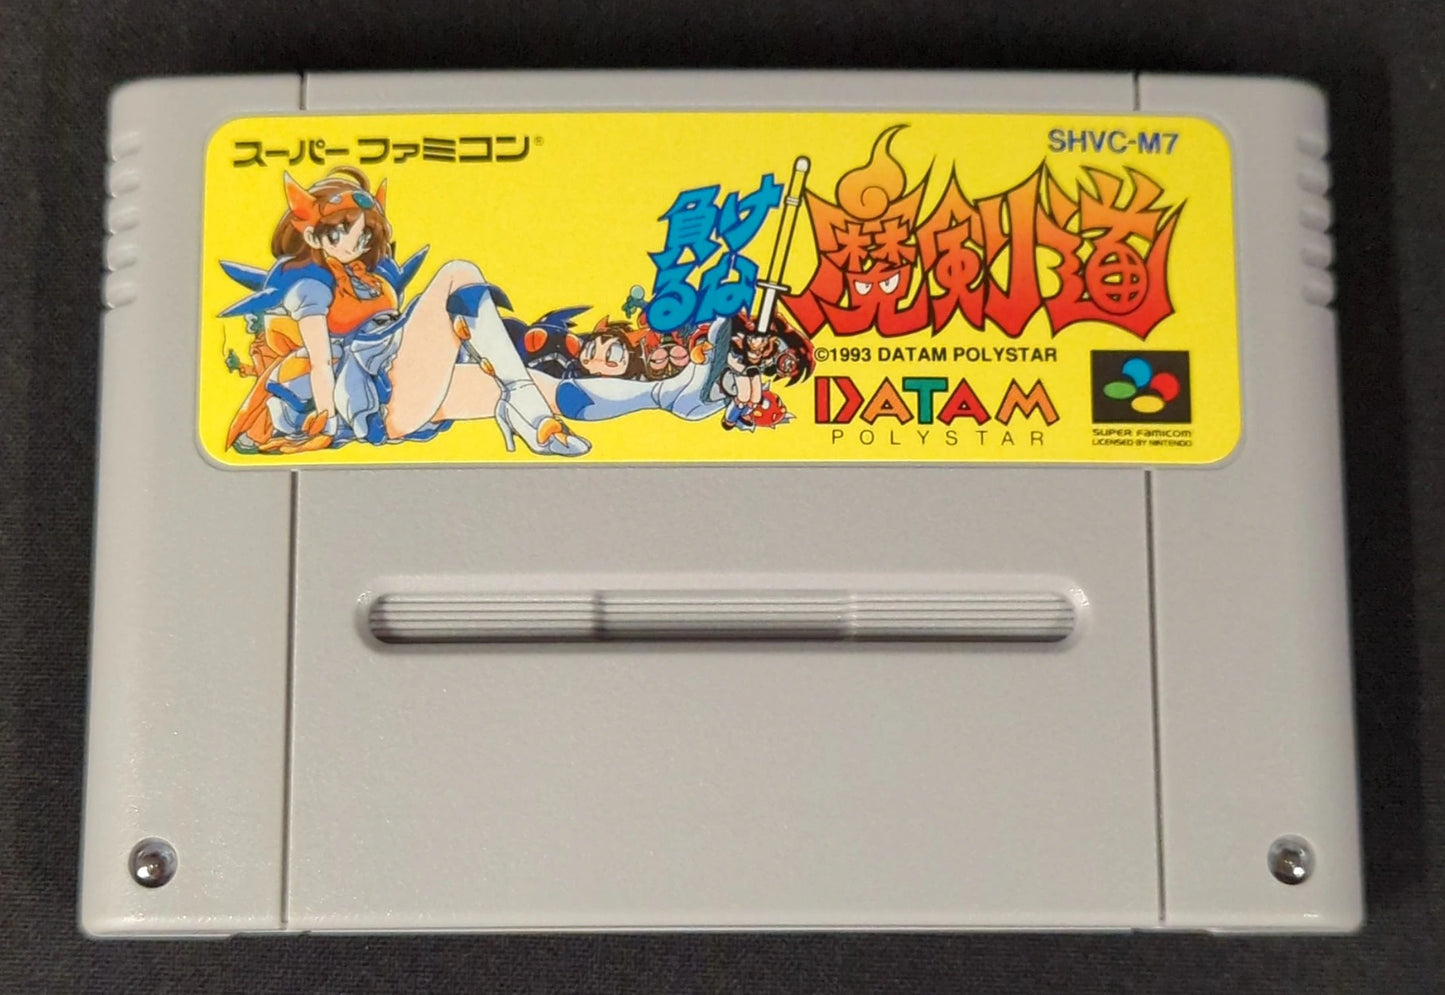 スーパーファミコン®
SHVC-M7
負けるな
魔剣道
©1993 DATAM POLYSTAR
DATAM
POLYSTAR
SUPER FAMICOM
LICENSED BY NINTENDO